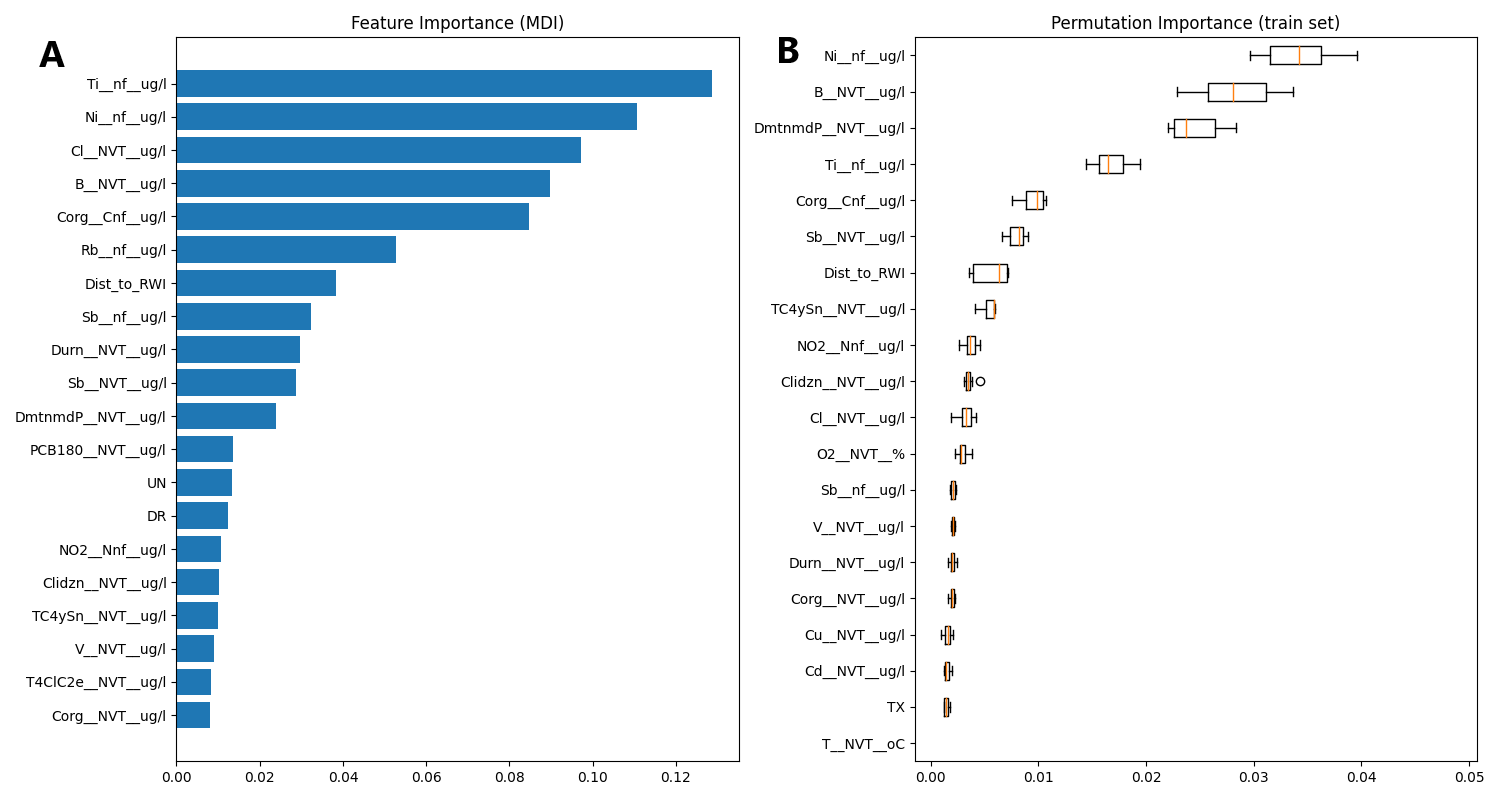 A
Feature Importance (MDI)
Ti__nf__ug/l
Ni__nf__ug/l
Cl__NVT__ug/l
B__NVT__ug/l
Corg__Cnf__ug/l
Rb__nf__ug/l
Dist_to_RWI
Sb__nf__ug/l
Durn__NVT__ug/l
Sb__NVT__ug/l
DmtnmdP__NVT__ug/l
PCB180__NVT__ug/l
UN
DR
NO2__Nnf__ug/l
Clidzn__NVT__ug/l
TC4ySn__NVT__ug/l
V__NVT__ug/l
T4ClC2e__NVT__ug/l
Corg__NVT__ug/l
0.00 0.02 0.04 0.06 0.08 0.10 0.12
B
Permutation Importance (train set)
Ni__nf__ug/l
B__NVT__ug/l
DmtnmdP__NVT__ug/l
Ti__nf__ug/l
Corg__Cnf__ug/l
Sb__NVT__ug/l
Dist_to_RWI
TC4ySn__NVT__ug/l
NO2__Nnf__ug/l
Clidzn__NVT__ug/l
Cl__NVT__ug/l
O2__NVT__%
Sb__nf__ug/l
V__NVT__ug/l
Durn__NVT__ug/l
Corg__NVT__ug/l
Cu__NVT__ug/l
Cd__NVT__ug/l
TX
T__NVT__oC
0.00 0.01 0.02 0.03 0.04 0.05